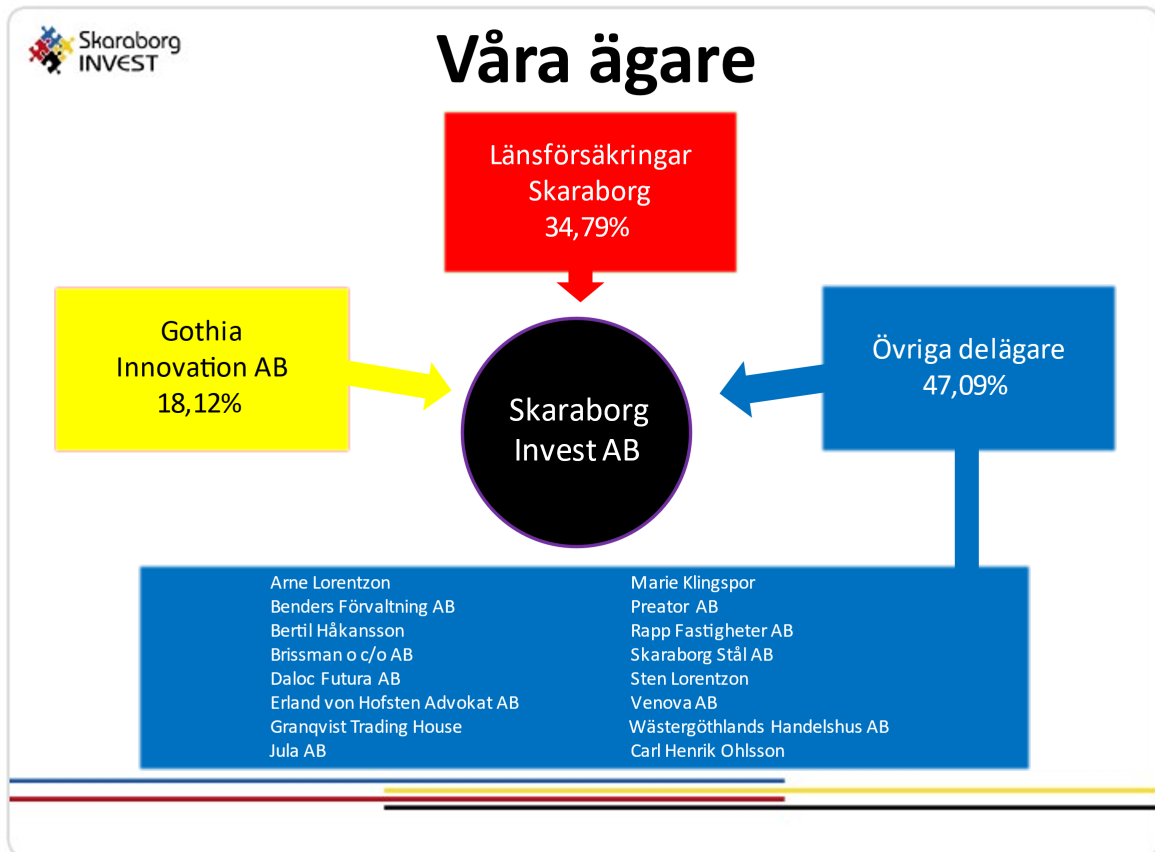 Skaraborg
INVEST
Våra ägare
Länsförsäkringar
Skaraborg
34,79%
Gothia
Innovation AB
18,12%
Övriga delägare
47,09%
Skaraborg
Invest AB
Arne Lorentzon
Benders Förvaltning AB
Bertil Håkansson
Brissman o c/o AB
Daloc Futura AB
Erland von Hofsten Advokat AB
Granqvist Trading House
Jula AB
Marie Klingspor
Preator AB
Rapp Fastigheter AB
Skaraborg Stål AB
Sten Lorentzon
Venova AB
Wästergöthlands Handelshus AB
Carl Henrik Ohlsson